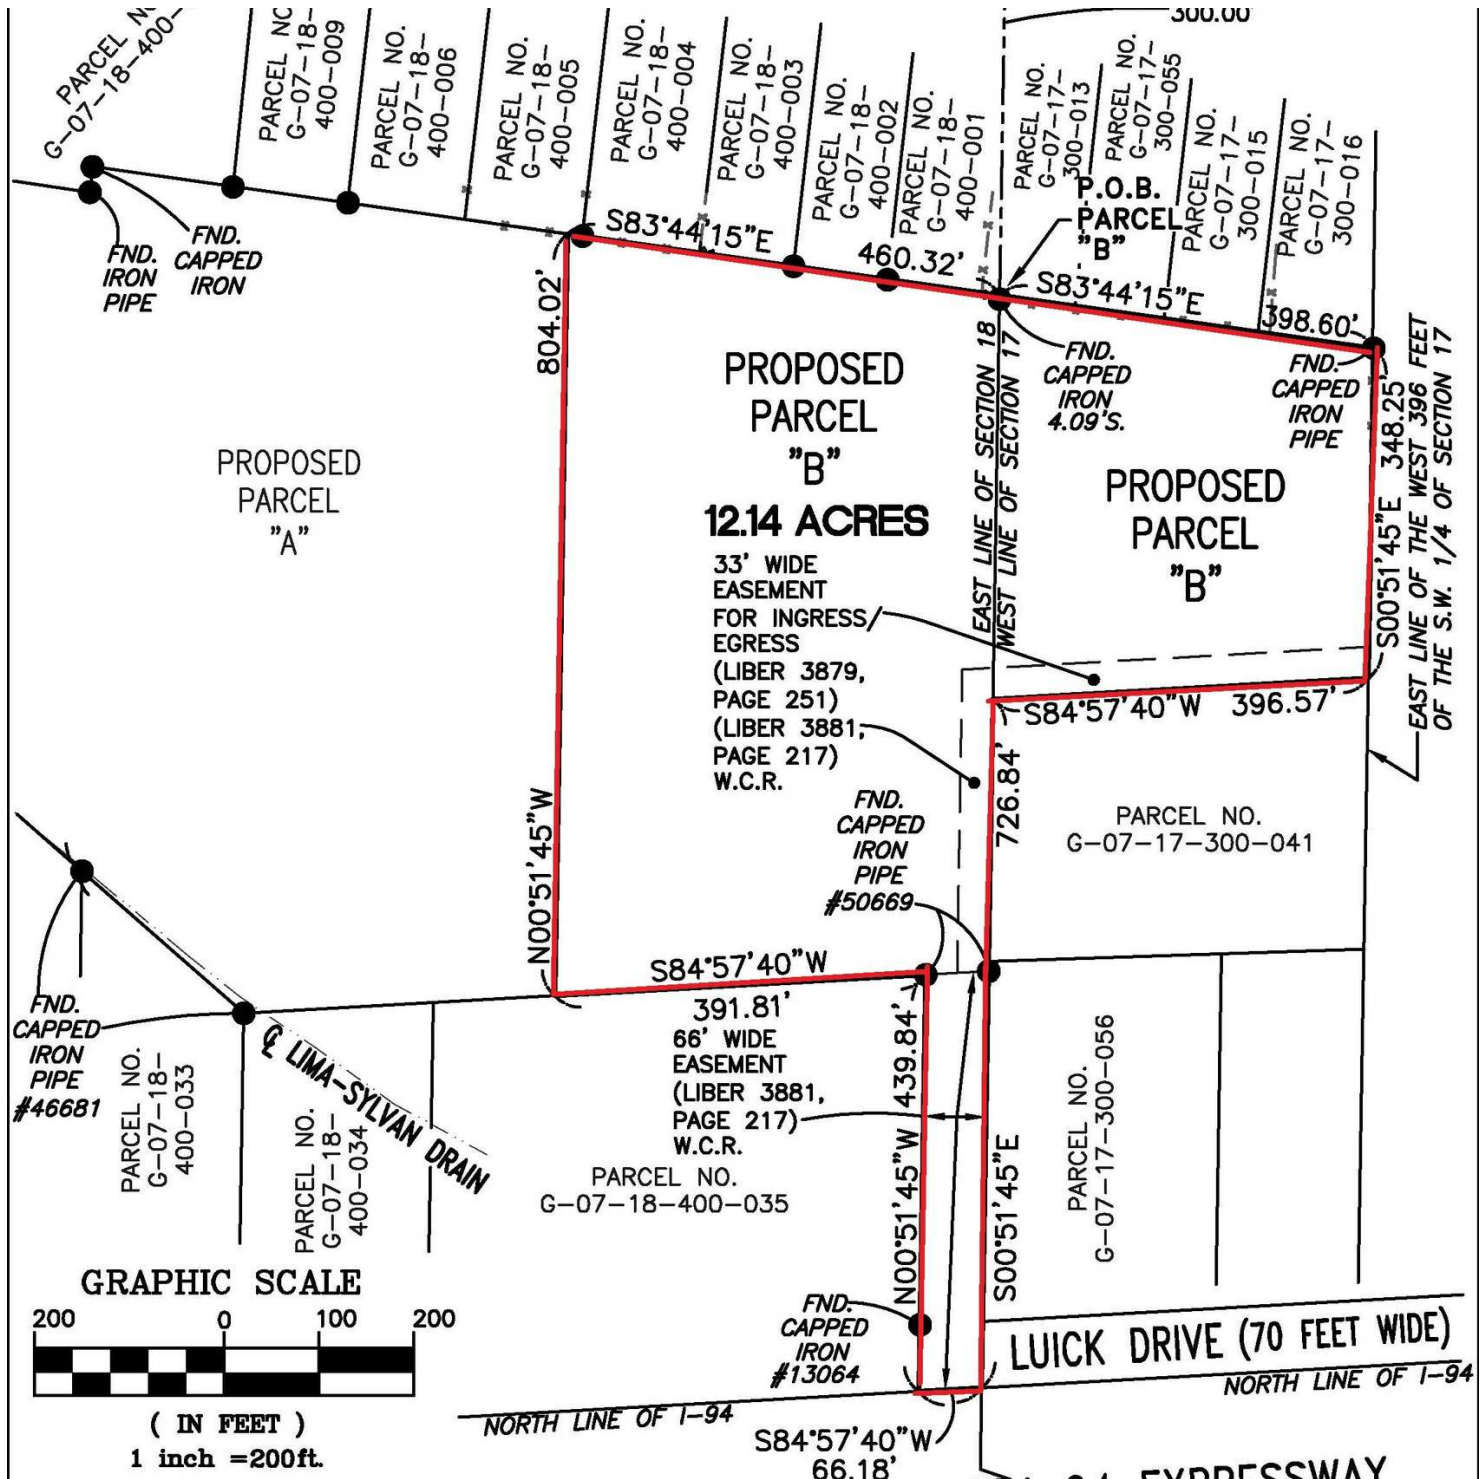 300.00'
PARCEL NO.
G-07-18-400-
PARCEL NO.
G-07-18-
400-009
PARCEL NO.
G-07-18-
400-006
PARCEL NO.
G-07-18-
400-005
PARCEL NO.
G-07-18-
400-004
PARCEL NO.
G-07-18-
400-003
PARCEL NO.
G-07-18-
400-002
PARCEL NO.
G-07-18-
400-001
PARCEL NO.
G-07-17-
300-013
PARCEL NO.
G-07-17-
300-055
PARCEL NO.
G-07-17-
300-015
PARCEL NO.
G-07-17-
300-016
P.O.B.
PARCEL
"B"
FND.
IRON
PIPE
FND.
CAPPED
IRON
S83°44'15"E
460.32'
S83°44'15"E
398.60'
804.02'
N00°51'45"W
PROPOSED
PARCEL
"A"
PROPOSED
PARCEL
"B"
12.14 ACRES
33' WIDE
EASEMENT
FOR INGRESS/
EGRESS
(LIBER 3879,
PAGE 251)
(LIBER 3881,
PAGE 217)
W.C.R.
EAST LINE OF SECTION 18
WEST LINE OF SECTION 17
FND.
CAPPED
IRON
4.09'S.
FND.
CAPPED
IRON
PIPE
PROPOSED
PARCEL
"B"
S00°51'45"E 348.25'
EAST LINE OF THE WEST 396 FEET
OF THE S.W. 1/4 OF SECTION 17
S84°57'40"W 396.57'
726.84'
PARCEL NO.
G-07-17-300-041
FND.
CAPPED
IRON
PIPE
#50669
S84°57'40"W
391.81'
66' WIDE
EASEMENT
(LIBER 3881,
PAGE 217)
W.C.R.
PARCEL NO.
G-07-18-400-035
N00°51'45"W 439.84'
S00°51'45"E
PARCEL NO.
G-07-17-300-056
FND.
CAPPED
IRON
PIPE
#46681
℄ LIMA-SYLVAN DRAIN
PARCEL NO.
G-07-18-
400-033
PARCEL NO.
G-07-18-
400-034
GRAPHIC SCALE
200 0 100 200
( IN FEET )
1 inch =200ft.
FND.
CAPPED
IRON
#13064
LUICK DRIVE (70 FEET WIDE)
NORTH LINE OF I-94
NORTH LINE OF I-94
S84°57'40"W
66.18'
EXPRESSWAY